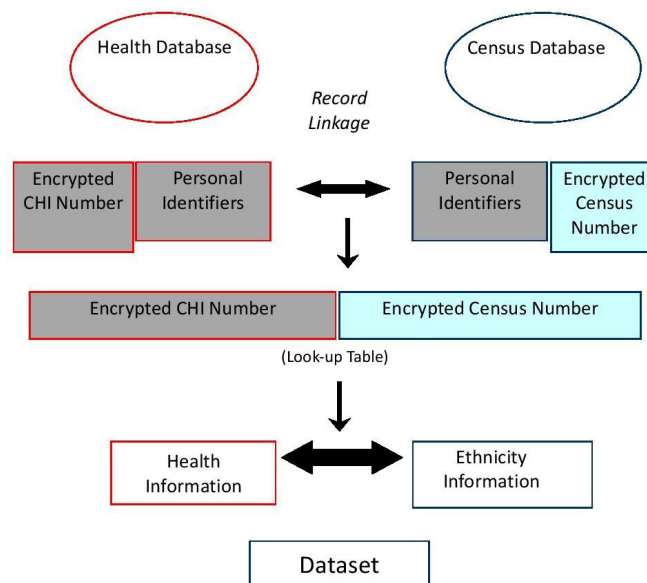 Health Database
Census Database
Record
Linkage
Encrypted
CHI Number
Personal
Identifiers
Personal
Identifiers
Encrypted
Census
Number
Encrypted CHI Number
Encrypted Census Number
(Look-up Table)
Health
Information
Ethnicity
Information
Dataset